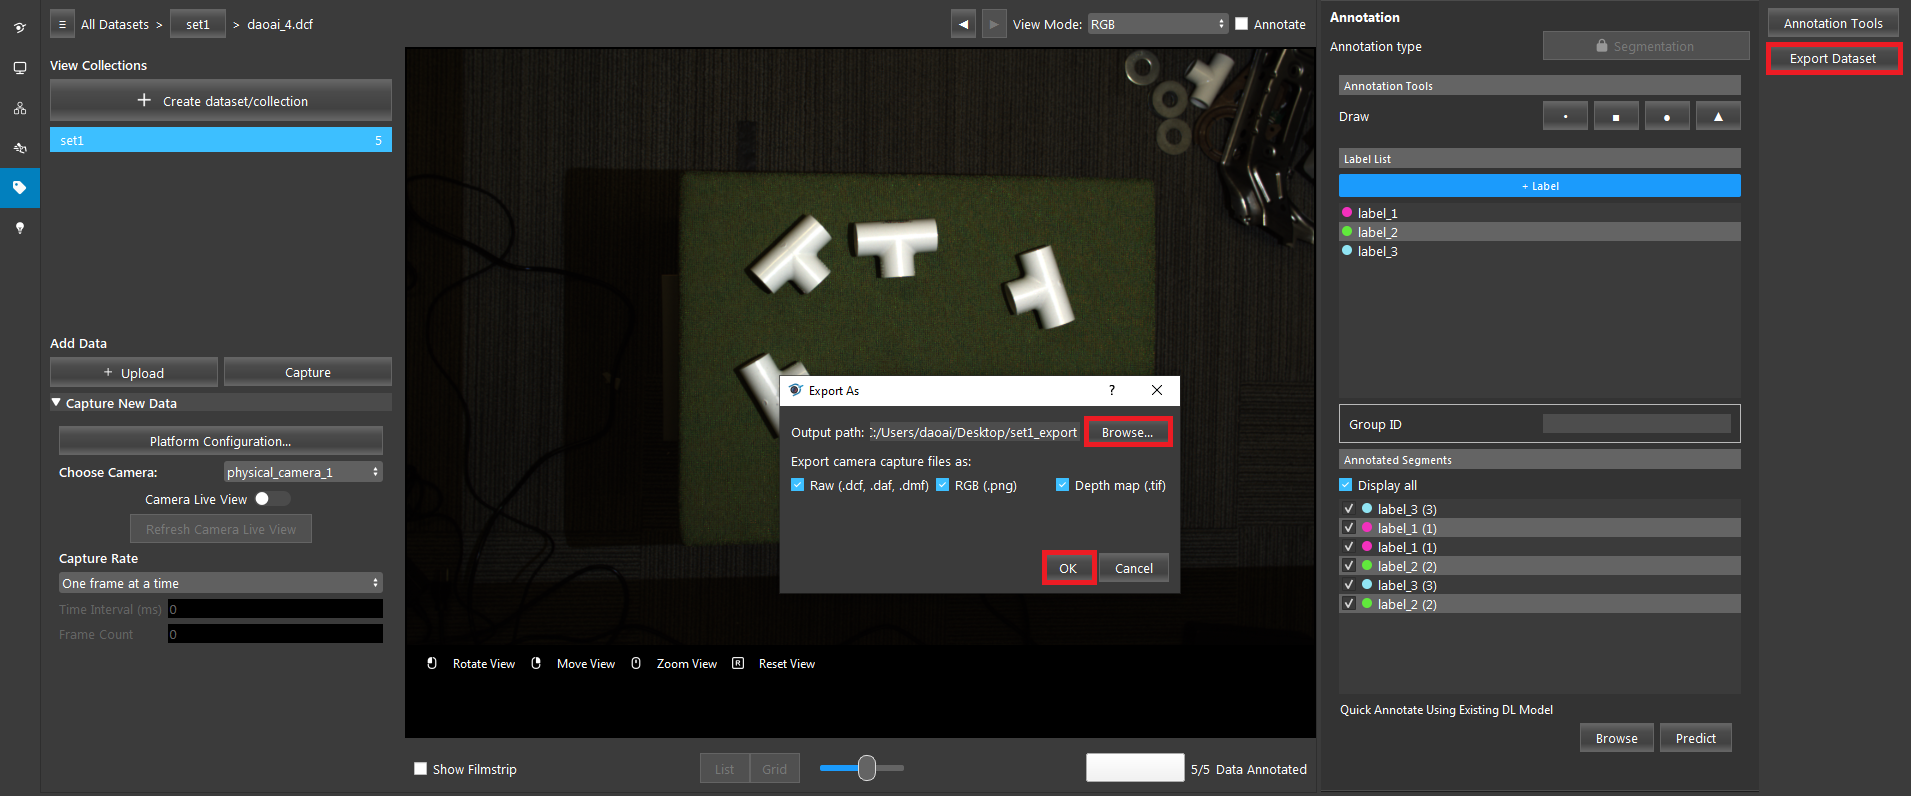 All Datasets > set1 > daoai_4.dcf
View Mode: RGB Annotate
View Collections
+ Create dataset/collection
set1 5
Add Data
+ Upload Capture
Capture New Data
Platform Configuration...
Choose Camera: physical_camera_1
Camera Live View
Refresh Camera Live View
Capture Rate
One frame at a time
Time Interval (ms) 0
Frame Count 0
Export As ? X
Output path: :/Users/daoai/Desktop/set1_export Browse...
Export camera capture files as:
Raw (.dcf, .daf, .dmf) RGB (.png) Depth map (.tif)
OK Cancel
Rotate View Move View Zoom View R Reset View
Show Filmstrip List Grid 5/5 Data Annotated
Annotation
Annotation type Segmentation
Annotation Tools
Draw
Label List
+ Label
label_1
label_2
label_3
Group ID
Annotated Segments
Display all
label_3 (3)
label_1 (1)
label_1 (1)
label_2 (2)
label_3 (3)
label_2 (2)
Quick Annotate Using Existing DL Model
Browse Predict
Annotation Tools
Export Dataset